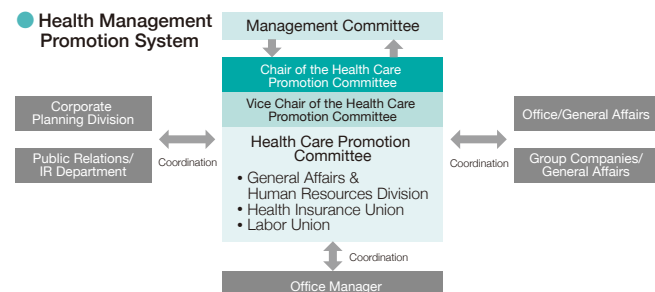 Health Management
Promotion System
Management Committee
Chair of the Health Care
Promotion Committee
Vice Chair of the Health Care
Promotion Committee
Corporate
Planning Division
Public Relations/
IR Department
Coordination
Health Care Promotion
Committee
• General Affairs &
Human Resources Division
• Health Insurance Union
• Labor Union
Coordination
Office/General Affairs
Group Companies/
General Affairs
Coordination
Office Manager